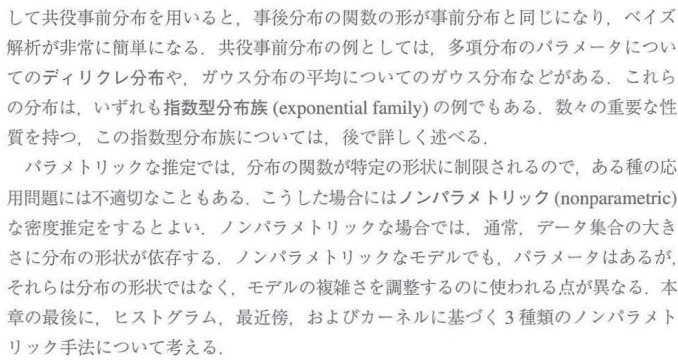 して共役事前分布を用いると，事後分布の関数の形が事前分布と同じになり，ベイズ
解析が非常に簡単になる．共役事前分布の例としては，多項分布のパラメータについ
てのディリクレ分布や，ガウス分布の平均についてのガウス分布などがある．これら
の分布は，いずれも指数型分布族 (exponential family) の例でもある．数々の重要な性
質を持つ，この指数型分布族については，後で詳しく述べる．
パラメトリックな推定では，分布の関数が特定の形状に制限されるので，ある種の応
用問題には不適切なこともある．こうした場合にはノンパラメトリック (nonparametric)
な密度推定をするとよい．ノンパラメトリックな場合では，通常，データ集合の大き
さに分布の形状が依存する．ノンパラメトリックなモデルでも，パラメータはあるが，
それらは分布の形状ではなく，モデルの複雑さを調整するのに使われる点が異なる．本
章の最後に，ヒストグラム，最近傍，およびカーネルに基づく 3 種類のノンパラメト
リック手法について考える．